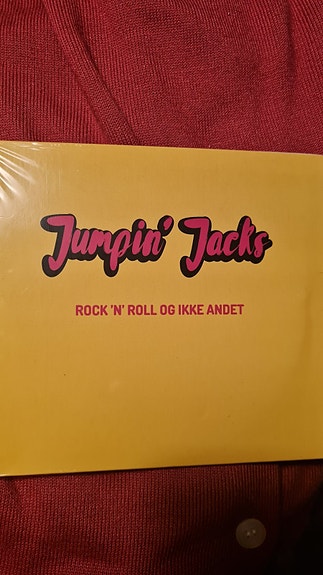 Jumpin' Jacks
ROCK 'N' ROLL OG IKKE ANDET